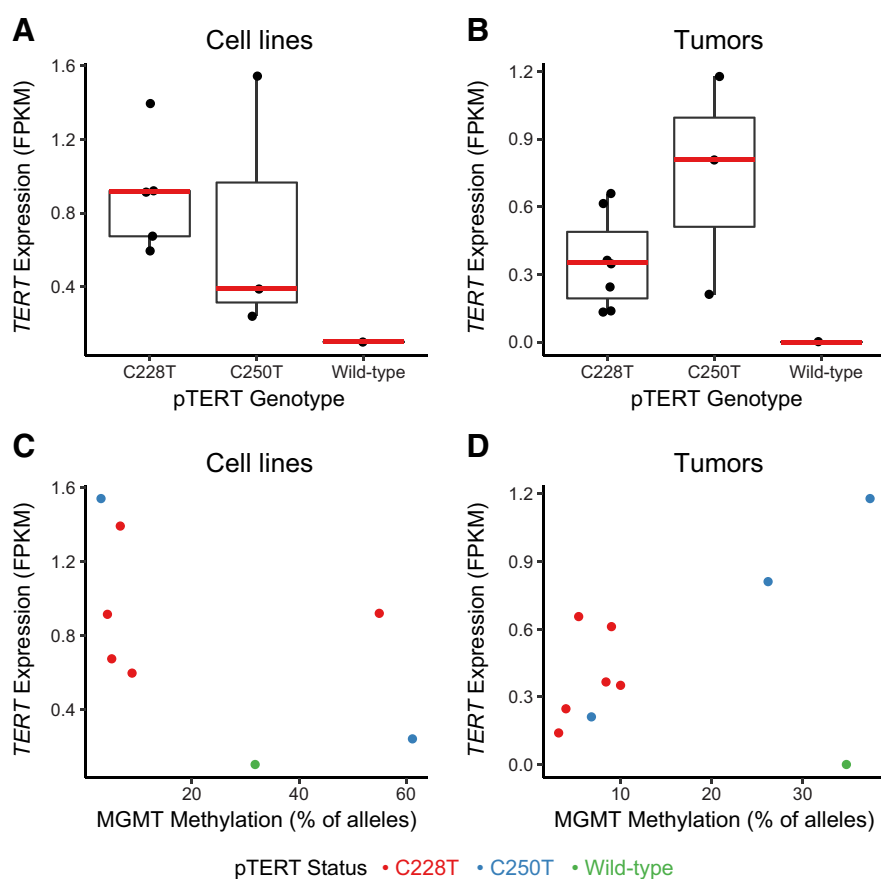 A
Cell lines
1.6
1.2
0.8
0.4
TERT Expression (FPKM)
C228T C250T Wild-type
pTERT Genotype
B
Tumors
1.2
0.9
0.6
0.3
0.0
TERT Expression (FPKM)
C228T C250T Wild-type
pTERT Genotype
C
Cell lines
1.6
1.2
0.8
0.4
TERT Expression (FPKM)
20 40 60
MGMT Methylation (% of alleles)
D
Tumors
1.2
0.9
0.6
0.3
0.0
TERT Expression (FPKM)
10 20 30
MGMT Methylation (% of alleles)
pTERT Status • C228T • C250T • Wild-type